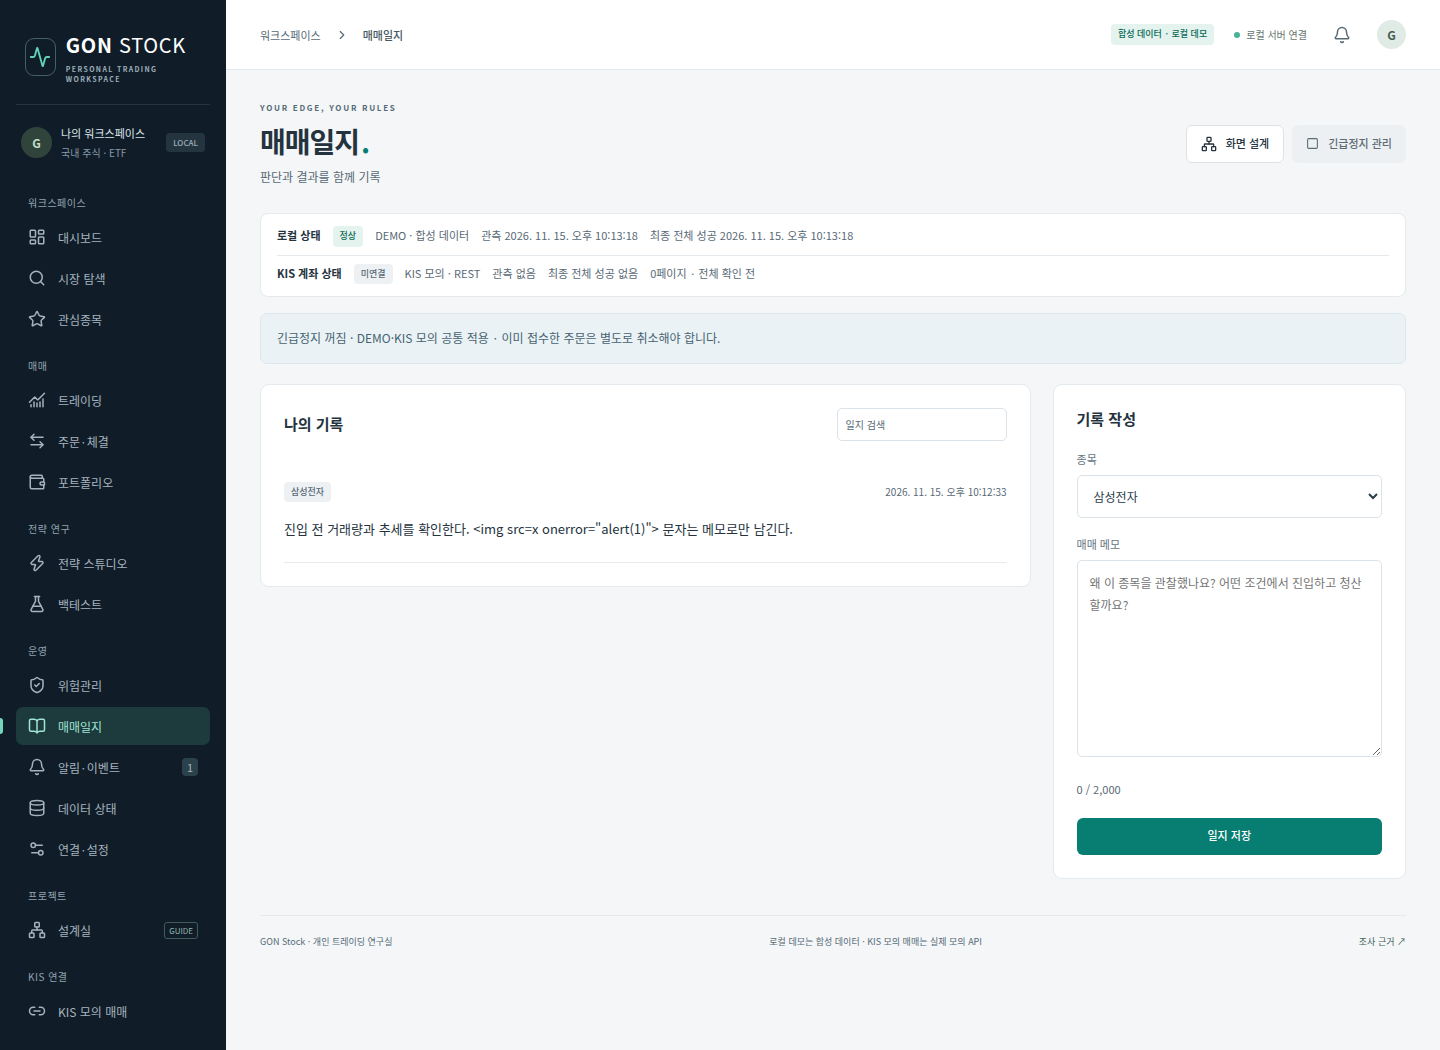 GON STOCK
PERSONAL TRADING
WORKSPACE
G
나의 워크스페이스
국내 주식 · ETF
LOCAL
워크스페이스
대시보드
시장 탐색
관심종목
매매
트레이딩
주문·체결
포트폴리오
전략 연구
전략 스튜디오
백테스트
운영
위험관리
매매일지
알림·이벤트
1
데이터 상태
연결·설정
프로젝트
설계실
GUIDE
KIS 연결
KIS 모의 매매
워크스페이스
매매일지
합성 데이터 · 로컬 데모
로컬 서버 연결
G
YOUR EDGE, YOUR RULES
매매일지.
판단과 결과를 함께 기록
화면 설계
긴급정지 관리
로컬 상태 정상 DEMO · 합성 데이터 관측 2026. 11. 15. 오후 10:13:18 최종 전체 성공 2026. 11. 15. 오후 10:13:18
KIS 계좌 상태 미연결 KIS 모의 · REST 관측 없음 최종 전체 성공 없음 0페이지 · 전체 확인 전
긴급정지 꺼짐 · DEMO·KIS 모의 공통 적용 · 이미 접수한 주문은 별도로 취소해야 합니다.
나의 기록
일지 검색
삼성전자
2026. 11. 15. 오후 10:12:33
진입 전 거래량과 추세를 확인한다. <img src=x onerror="alert(1)"> 문자는 메모로만 남긴다.
기록 작성
종목
삼성전자
매매 메모
왜 이 종목을 관찰했나요? 어떤 조건에서 진입하고 청산
할까요?
0 / 2,000
일지 저장
GON Stock · 개인 트레이딩 연구실
로컬 데모는 합성 데이터 · KIS 모의 매매는 실제 모의 API
조사 근거 ↗